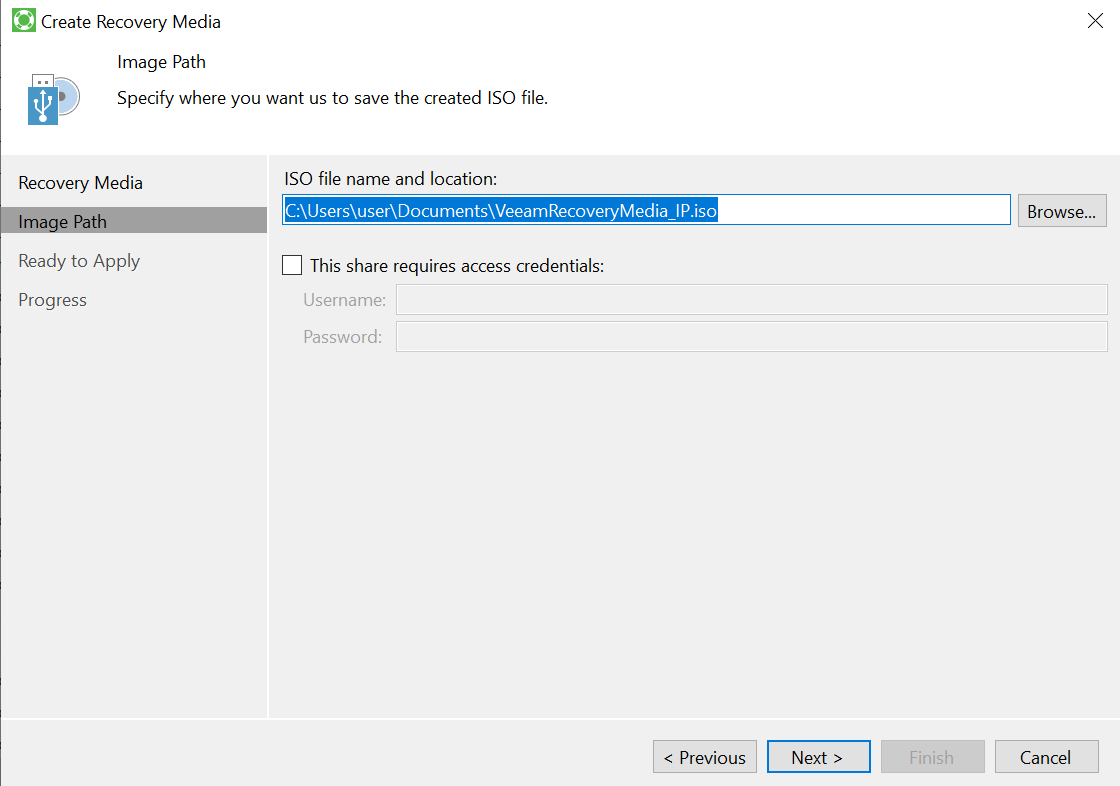 Create Recovery Media
Image Path
Specify where you want us to save the created ISO file.
Recovery Media
Image Path
Ready to Apply
Progress
ISO file name and location:
C:\Users\user\Documents\VeeamRecoveryMedia_IP.iso
Browse...
This share requires access credentials:
Username:
Password:
< Previous
Next >
Finish
Cancel